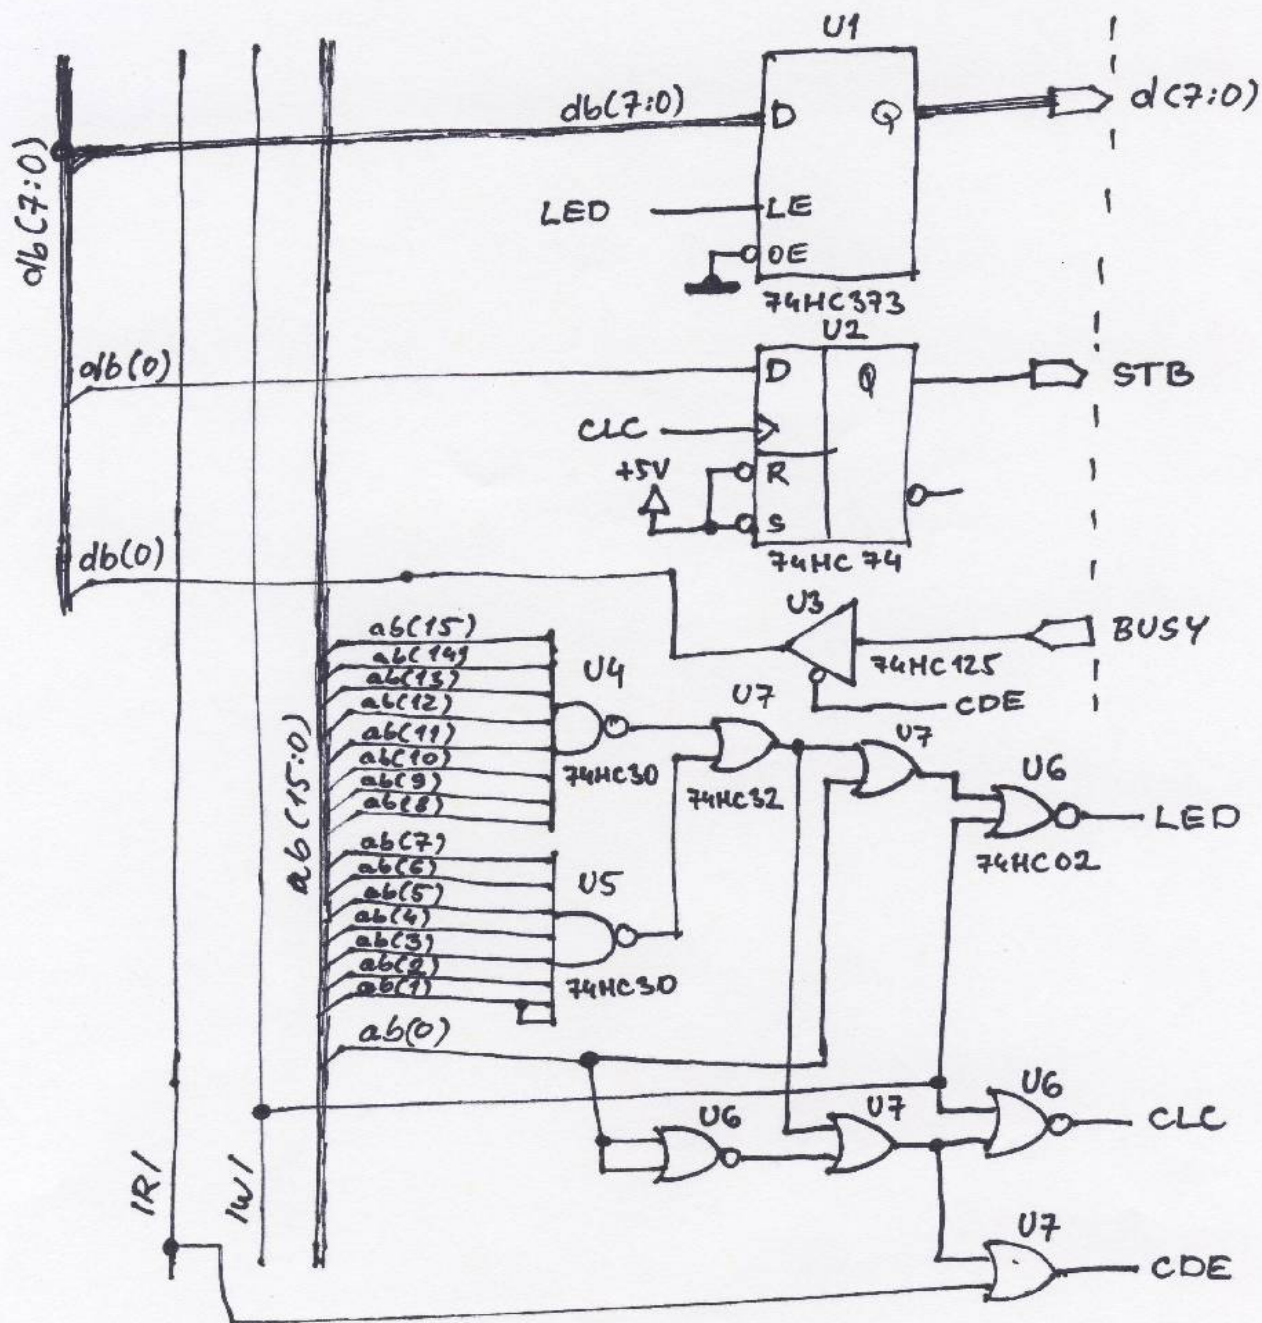 U1
db(7:0)
D
Q
d(7:0)
LED
LE
OE
74HC373
db(7:0)
U2
db(0)
D
Q
STB
CLC
+5V
R
S
74HC74
db(0)
U3
BUSY
74HC125
CDE
ab(15)
ab(14)
ab(13)
ab(12)
ab(11)
ab(10)
ab(9)
ab(8)
U4
74HC30
U7
74HC32
U7
U6
LED
74HC02
ab(15:0)
ab(7)
ab(6)
ab(5)
ab(4)
ab(3)
ab(2)
ab(1)
U5
74HC30
ab(0)
U6
U7
U6
CLC
IR/
IW/
U7
CDE